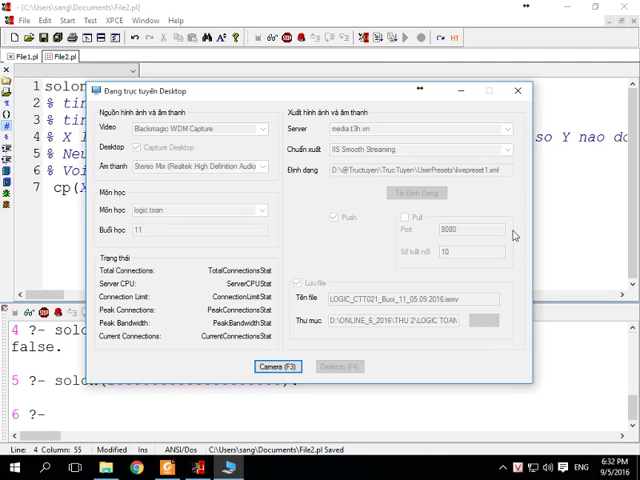 C:\Users\sang\Documents\File2.pl
File Edit Start Test XPCE Window Help
HI
File1.pl File2.pl
1 solon
2 % tin
3 % tin
4 % X l so Y nao do
5 % Neu
6 % Voi
7 cp(X
Đang trực tuyến Desktop
Nguồn hình ảnh và âm thanh
Video Blackmagic WDM Capture
Desktop Capture Desktop
Âm thanh Stereo Mix (Realtek High Definition Audio)
Môn học
Môn học logic toan
Buổi học 11
Trạng thái
Total Connections: TotalConnectionsStat
Server CPU: ServerCPUStat
Connection Limit: ConnectionLimitStat
Peak Connections: PeakConnectionsStat
Peak Bandwidth: PeakBandwidthStat
Current Connections: CurrentConnectionsStat
Xuất hình ảnh và âm thanh
Server media.t3h.vn
Chuẩn xuất IIS Smooth Streaming
Định dạng D:\@Tructuyen\TrucTuyen\UserPresets\livepreset1.xml
Tải Định Dạng
Push Pull
Port 8080
Số kết nối 10
Lưu file
Tên file LOGIC_CTT021_Buoi_11_05.09.2016.ismv
Thư mục D:\ONLINE_6_2016\THU 2\LOGIC TOAN
Camera (F3) Desktop (F4)
4 ?- solo
false.
5 ?- solon(
6 ?-
Line: 4 Column: 55 Modified Ins ANSI/Dos C:\Users\sang\Documents\File2.pl Saved
ENG 6:32 PM
9/5/2016